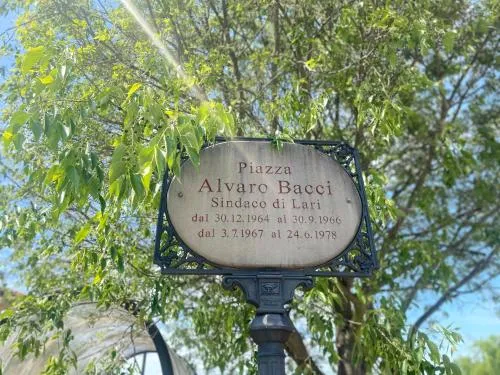 Piazza
Alvaro Bacci
Sindaco di Lari
dal 30.12.1964 al 30.9.1966
dal 3.7.1967 al 24.6.1978